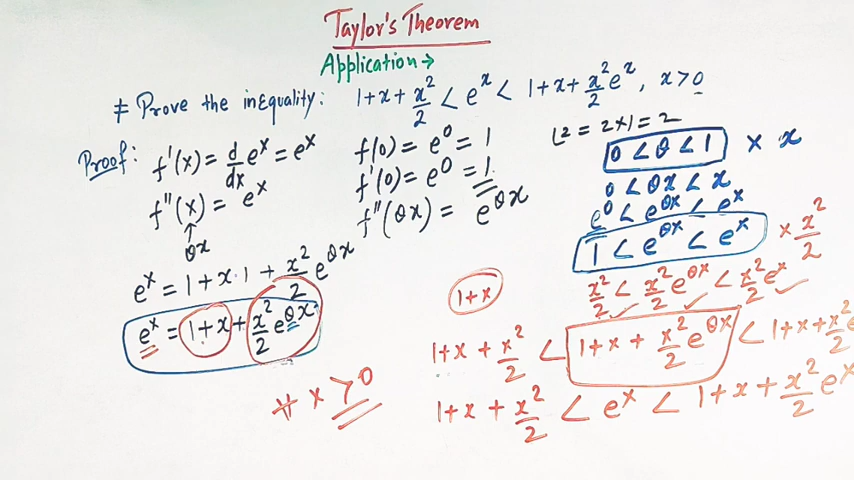 Taylor's Theorem
Application→
# Prove the inequality: 1+x+x²/2 < eˣ < 1+x+x²/2 eˣ, x>0
Proof: f'(x) = d/dx eˣ = eˣ
f''(x) = eˣ
↑
θx
f(0) = e⁰ = 1
f'(0) = e⁰ = 1
f''(θx) = e^θx
eˣ = 1+x·1 + x²/2 e^θx
eˣ = 1+x + x²/2 e^θx
* x>0
∟2 = 2×1 = 2
0<θ<1 × x
0<θx<x
e⁰<e^θx<eˣ
1<e^θx<eˣ × x²/2
x²/2 < x²/2 e^θx < x²/2 eˣ
1+x
1+x+x²/2 < 1+x+x²/2 e^θx < 1+x+x²/2 e
1+x+x²/2 < eˣ < 1+x+x²/2 eˣ